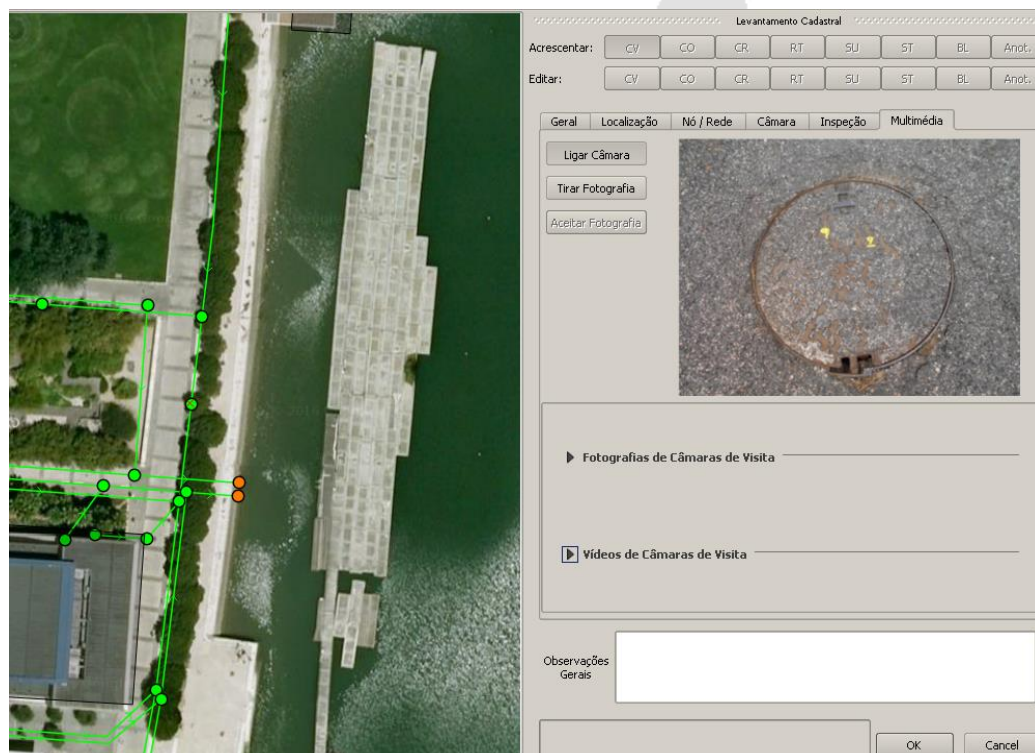 Levantamento Cadastral
Acrescentar: CV CO CR RT SU ST BL Anot.
Editar: CV CO CR RT SU ST BL Anot.
Geral Localização Nó / Rede Câmara Inspeção Multimédia
Ligar Câmara
Tirar Fotografia
Aceitar Fotografia
Fotografias de Câmaras de Visita
Vídeos de Câmaras de Visita
Observações
Gerais
OK Cancel